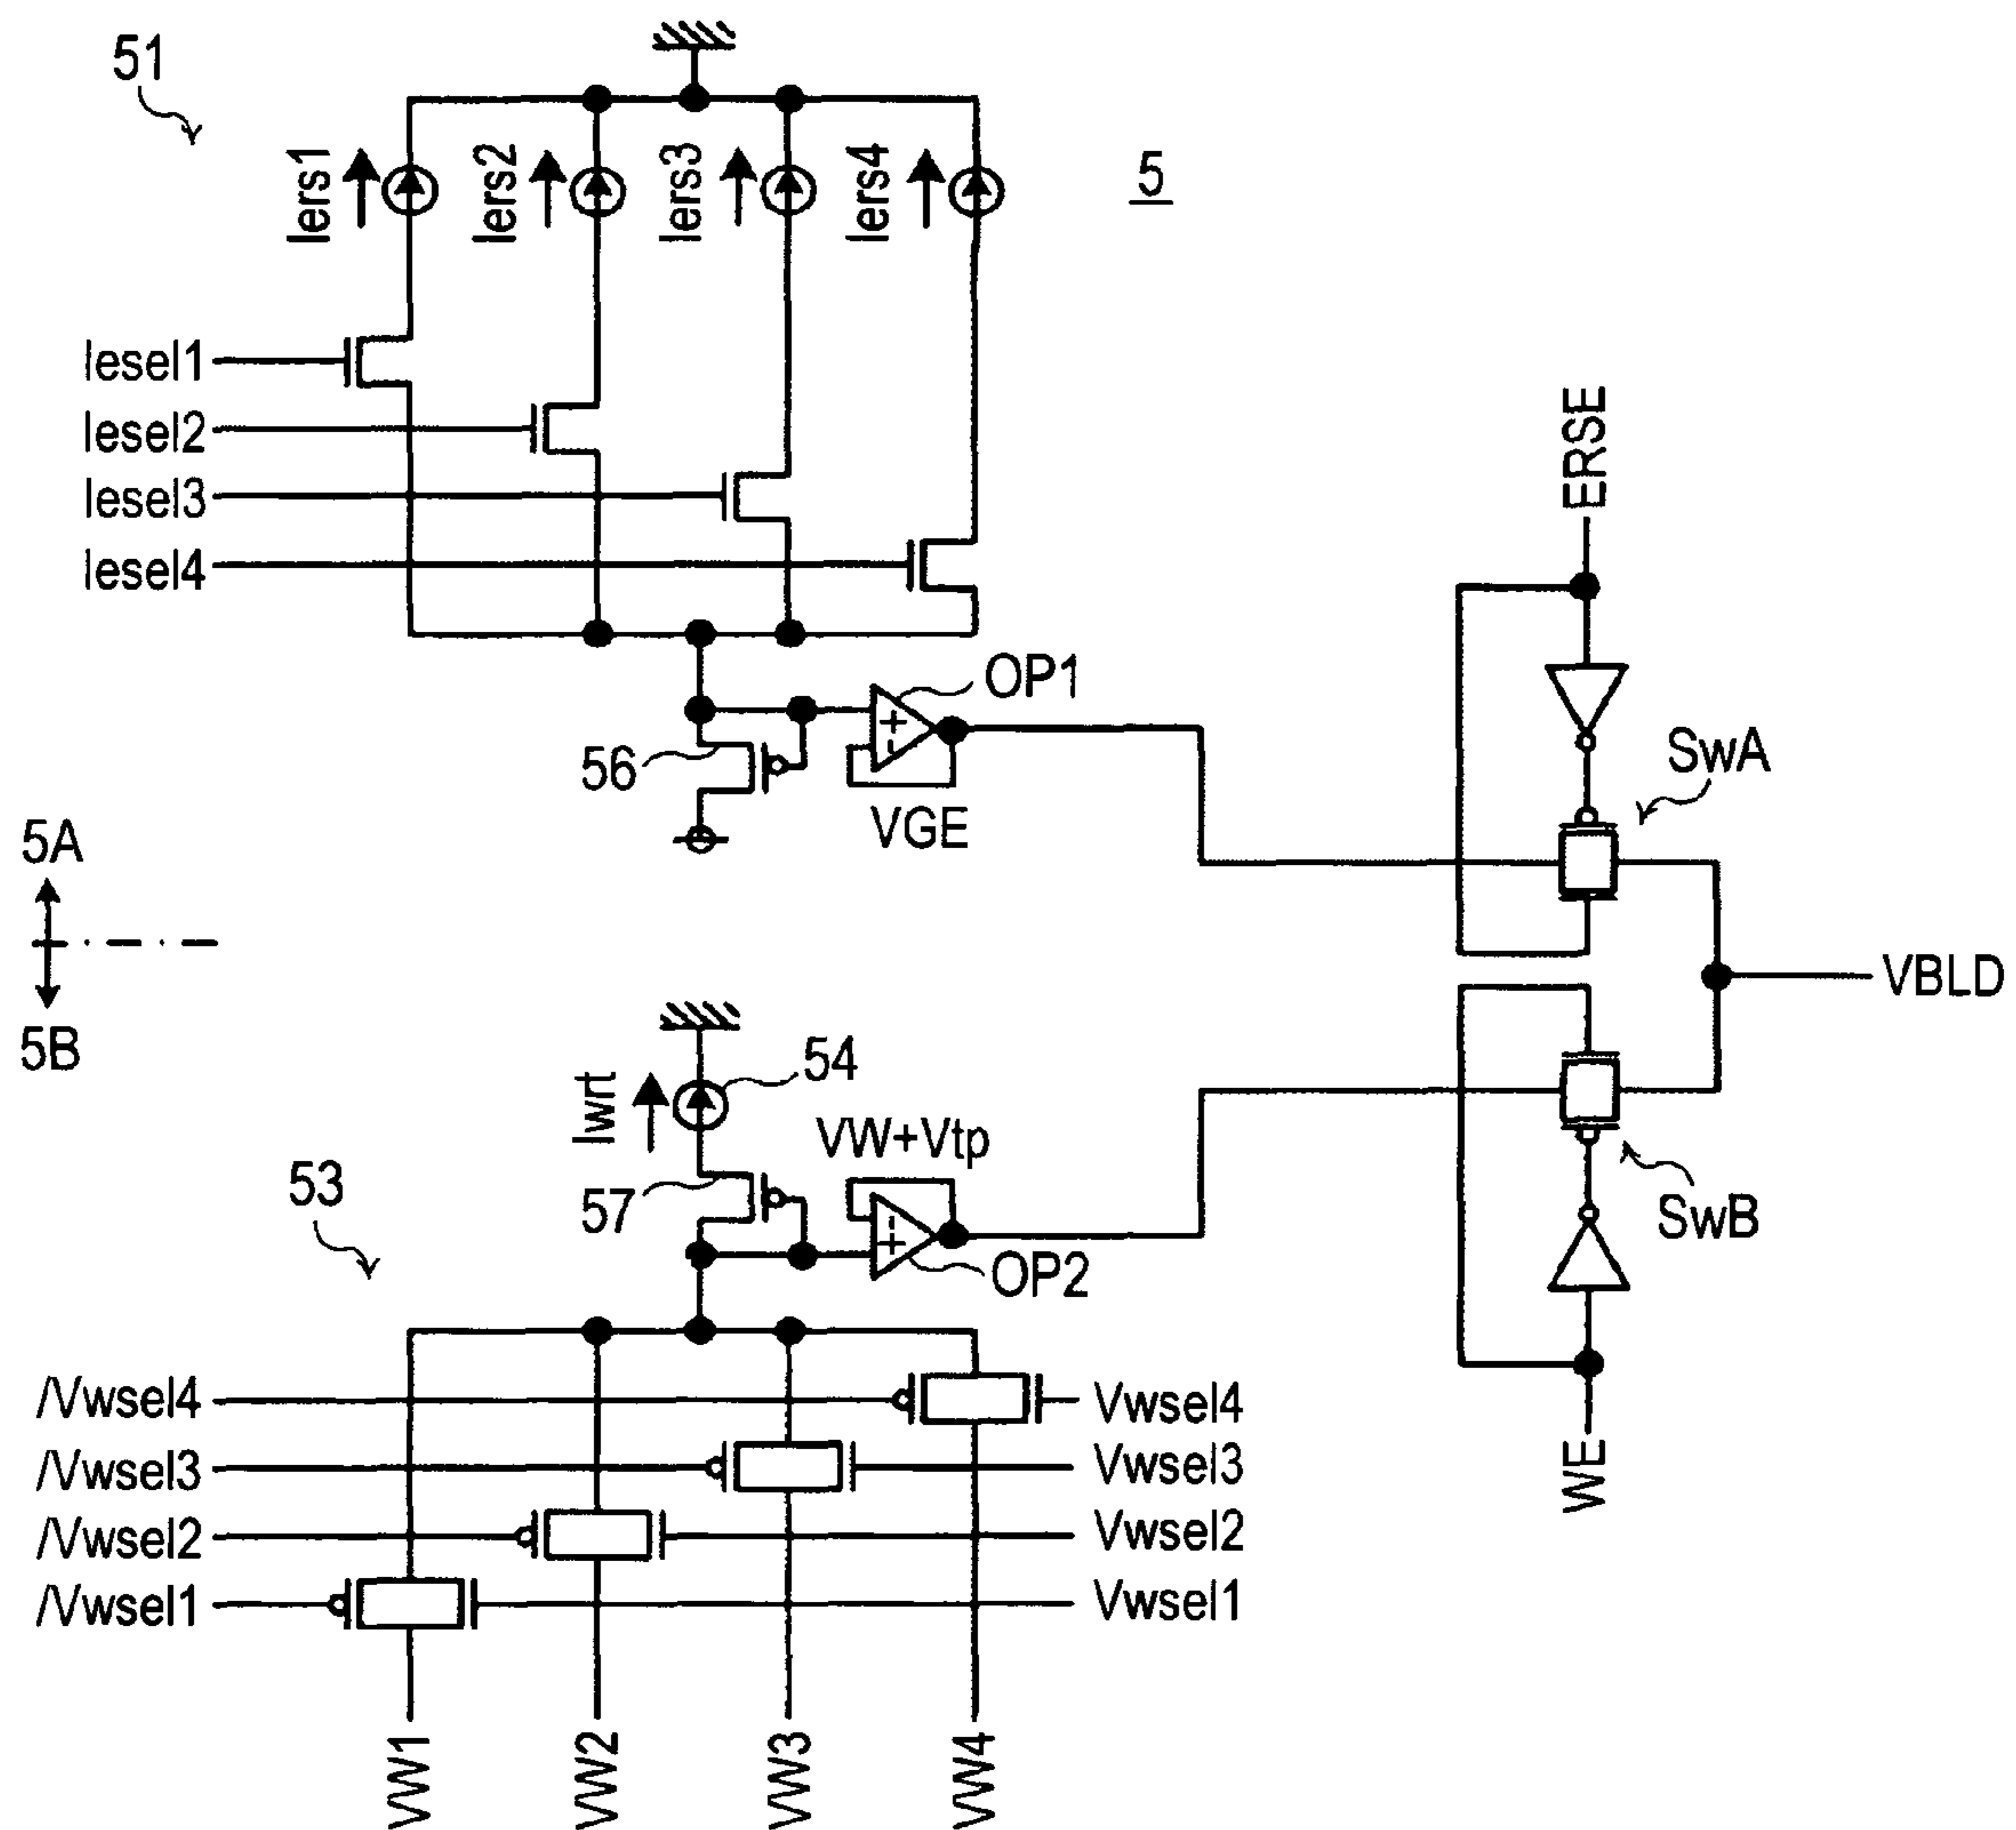 51
Iers1
Iers2
Iers3
Iers4
5
Iesel1
Iesel2
Iesel3
Iesel4
ERSE
OP1
+
-
56
VGE
SwA
5A
5B
VBLD
Iwrt
54
VW+Vtp
53
57
-
+
OP2
SwB
/Vwsel4
Vwsel4
/Vwsel3
Vwsel3
/Vwsel2
Vwsel2
/Vwsel1
Vwsel1
WE
VW1
VW2
VW3
VW4